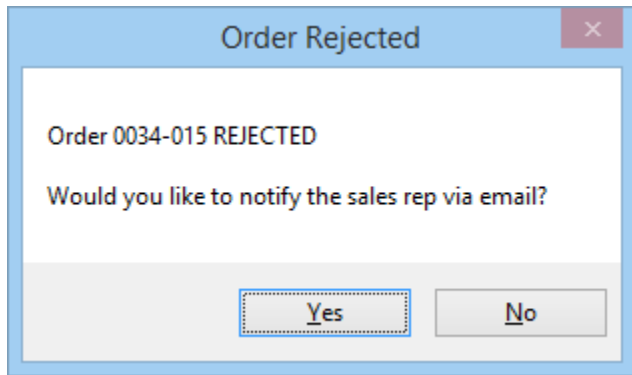 Order Rejected
Order 0034-015 REJECTED
Would you like to notify the sales rep via email?
Yes
No